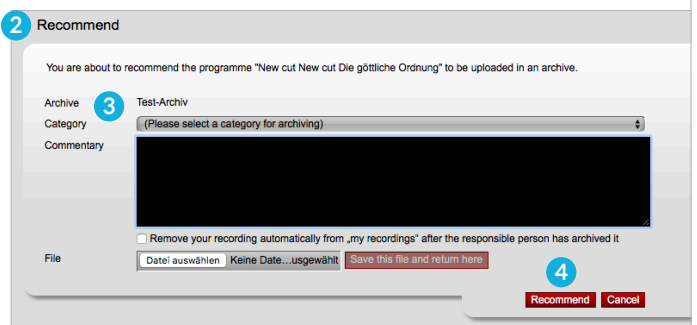 2 Recommend
You are about to recommend the programme "New cut New cut Die göttliche Ordnung" to be uploaded in an archive.
Archive 3 Test-Archiv
Category (Please select a category for archiving)
Commentary
Remove your recording automatically from „my recordings“ after the responsible person has archived it
File Datei auswählen Keine Date...usgewählt Save this file and return here
4
Recommend Cancel